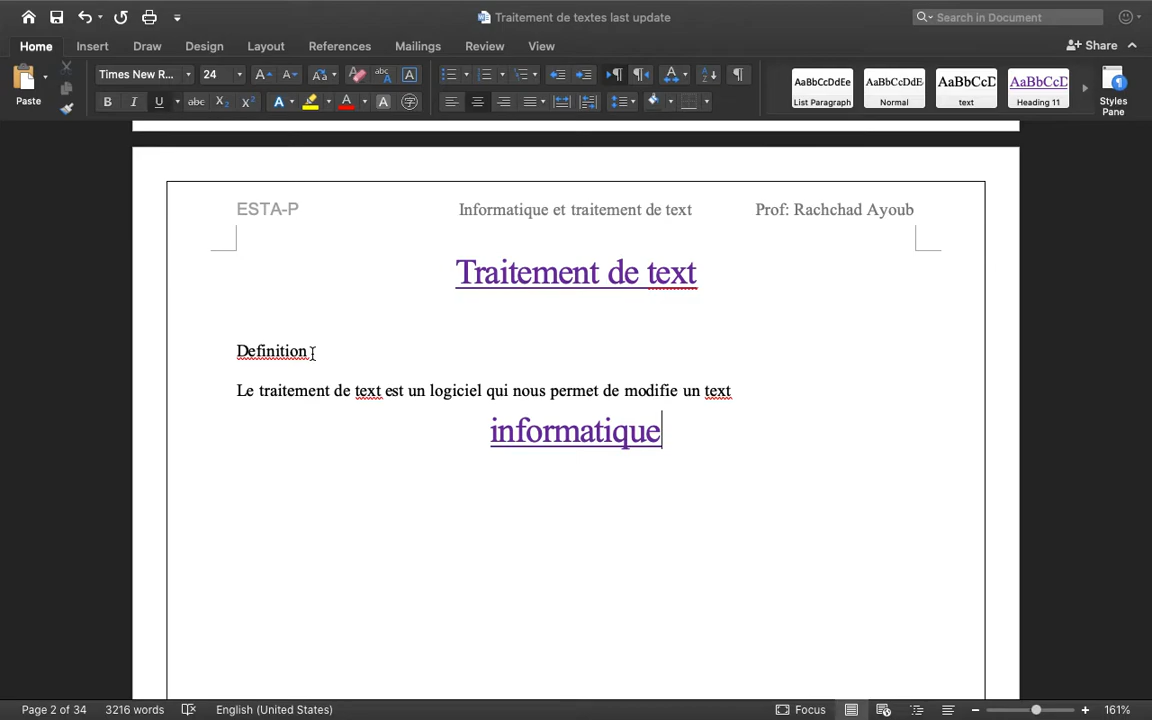 Traitement de textes last update
Search in Document
Home Insert Draw Design Layout References Mailings Review View
Share
Paste
Times New R... 24
AaBbCcDdEe AaBbCcDdE AaBbCcD AaBbCcD
List Paragraph Normal text Heading 11
Styles Pane
ESTA-P Informatique et traitement de text Prof: Rachchad Ayoub
Traitement de text
Definition
Le traitement de text est un logiciel qui nous permet de modifie un text
informatique
Page 2 of 34 3216 words English (United States) Focus 161%